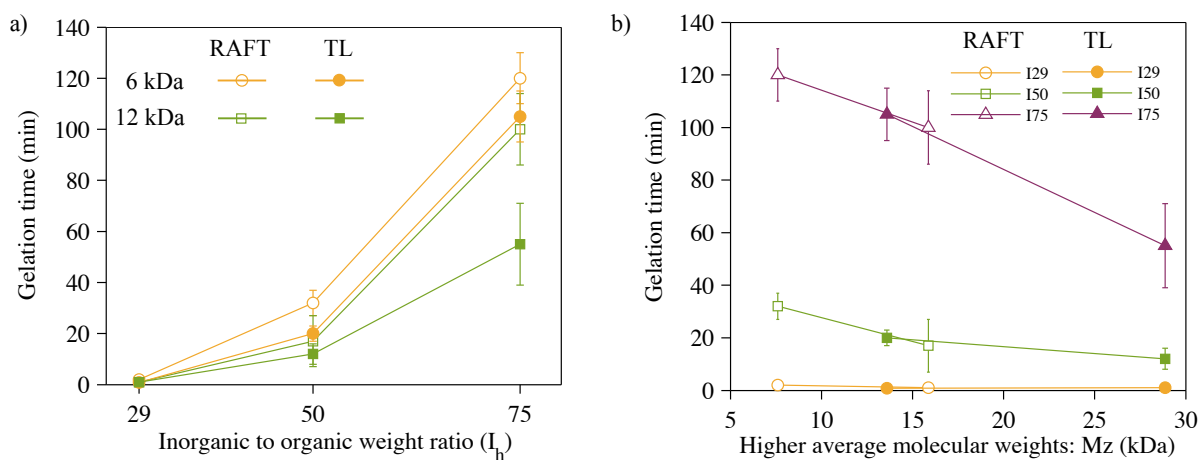 a)
RAFT TL
6 kDa
12 kDa
Gelation time (min)
140
120
100
80
60
40
20
0
29 50 75
Inorganic to organic weight ratio (I_h)
b)
RAFT TL
I29 I29
I50 I50
I75 I75
Gelation time (min)
140
120
100
80
60
40
20
0
5 10 15 20 25 30
Higher average molecular weights: Mz (kDa)